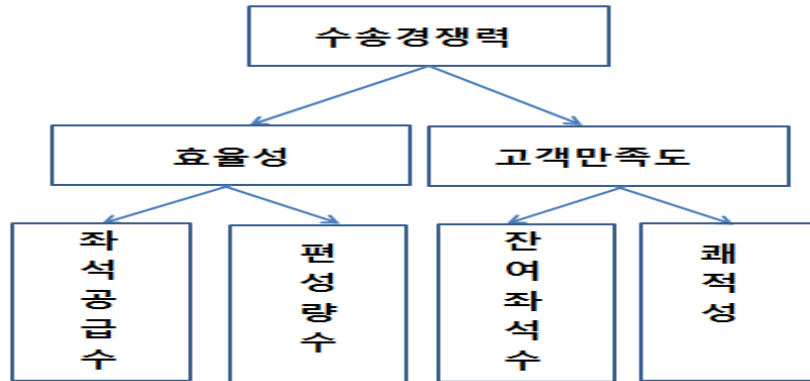 수송경쟁력
효율성
고객만족도
좌석공급수
편성량수
잔여좌석수
쾌적성